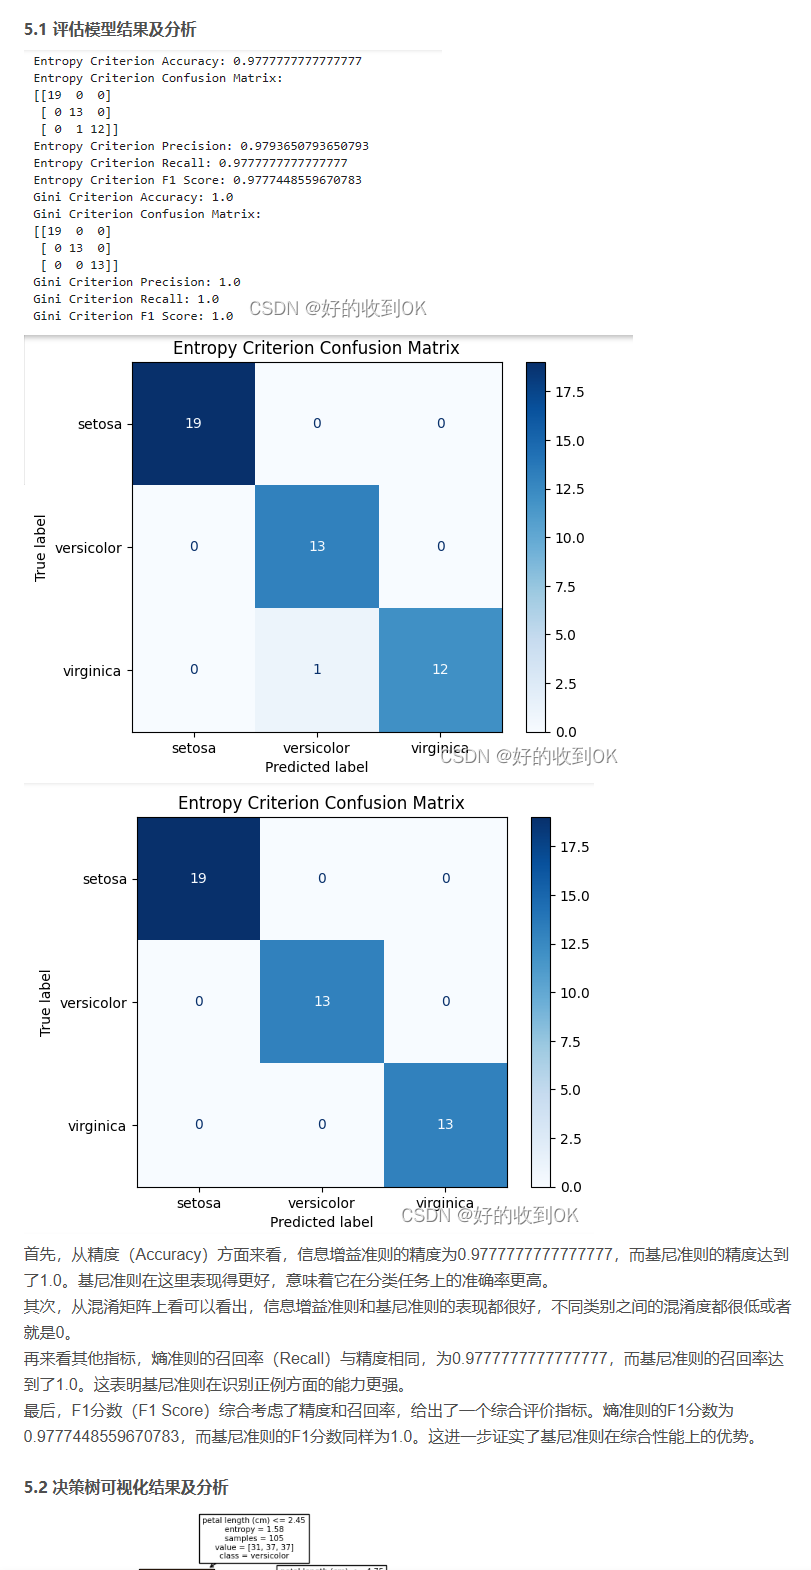 5.1 评估模型结果及分析
Entropy Criterion Accuracy: 0.9777777777777777
Entropy Criterion Confusion Matrix:
[[19  0  0]
 [ 0 13  0]
 [ 0  1 12]]
Entropy Criterion Precision: 0.9793650793650793
Entropy Criterion Recall: 0.9777777777777777
Entropy Criterion F1 Score: 0.9777448559670783
Gini Criterion Accuracy: 1.0
Gini Criterion Confusion Matrix:
[[19  0  0]
 [ 0 13  0]
 [ 0  0 13]]
Gini Criterion Precision: 1.0
Gini Criterion Recall: 1.0
Gini Criterion F1 Score: 1.0
CSDN @好的收到OK
Entropy Criterion Confusion Matrix
17.5
setosa 19 0 0
15.0
12.5
True label
versicolor 0 13 0
10.0
7.5
5.0
virginica 0 1 12
2.5
0.0
setosa versicolor virginica
CSDN @好的收到OK
Predicted label
Entropy Criterion Confusion Matrix
17.5
setosa 19 0 0
15.0
12.5
True label
versicolor 0 13 0
10.0
7.5
5.0
virginica 0 0 13
2.5
0.0
setosa versicolor virginica
CSDN @好的收到OK
Predicted label
首先，从精度（Accuracy）方面来看，信息增益准则的精度为0.9777777777777777，而基尼准则的精度达到
了1.0。基尼准则在这里表现得更好，意味着它在分类任务上的准确率更高。
其次，从混淆矩阵上看可以看出，信息增益准则和基尼准则的表现都很好，不同类别之间的混淆度都很低或者
就是0。
再来看其他指标，熵准则的召回率（Recall）与精度相同，为0.9777777777777777，而基尼准则的召回率达
到了1.0。这表明基尼准则在识别正例方面的能力更强。
最后，F1分数（F1 Score）综合考虑了精度和召回率，给出了一个综合评价指标。熵准则的F1分数为
0.9777448559670783，而基尼准则的F1分数同样为1.0。这进一步证实了基尼准则在综合性能上的优势。
5.2 决策树可视化结果及分析
petal length (cm) <= 2.45
entropy = 1.58
samples = 105
value = [31, 37, 37]
class = versicolor